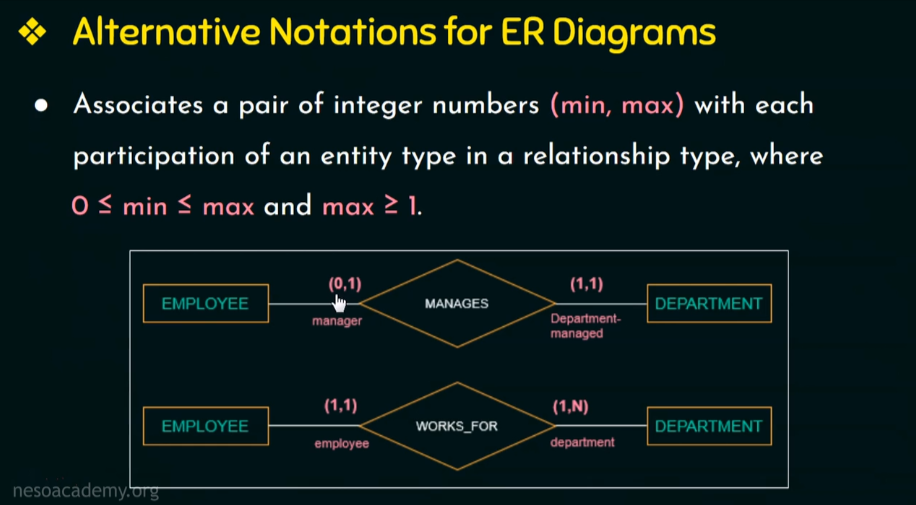 ❖ Alternative Notations for ER Diagrams
● Associates a pair of integer numbers (min, max) with each
participation of an entity type in a relationship type, where
0 ≤ min ≤ max and max ≥ 1.
(0,1) (1,1)
EMPLOYEE MANAGES DEPARTMENT
manager Department-
managed
(1,1) (1,N)
EMPLOYEE WORKS_FOR DEPARTMENT
employee department
nesoacademy.org